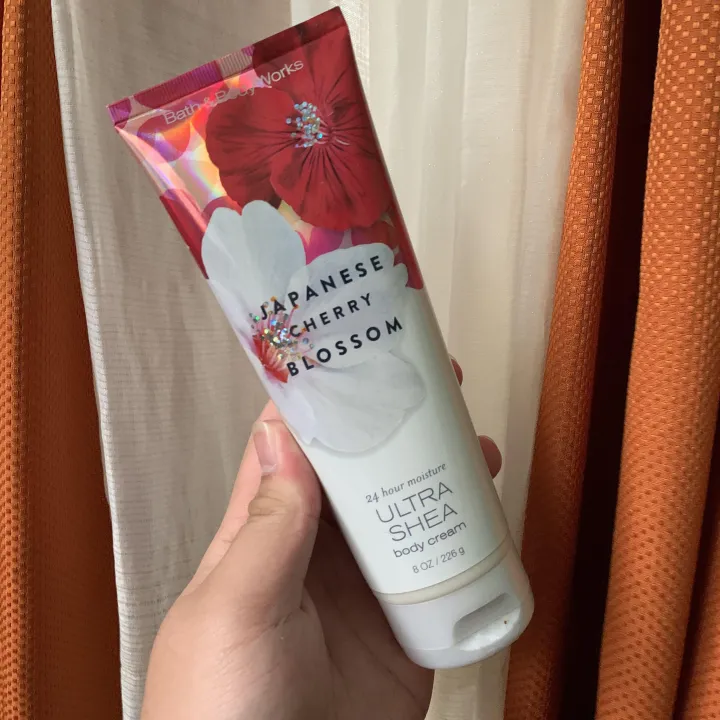 Bath & Body Works
JAPANESE
CHERRY
BLOSSOM
24 hour moisture
ULTRA
SHEA
body cream
8 OZ / 226 g